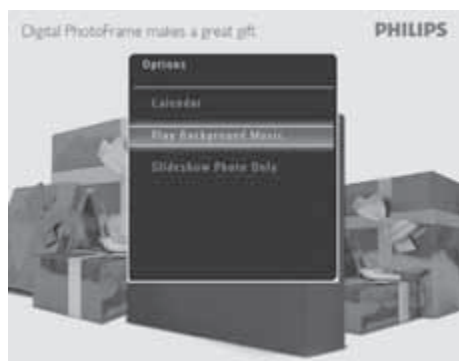 Digital PhotoFrame makes a great gift
PHILIPS
Options
Calendar
Play Background Music
Slideshow Photo Only